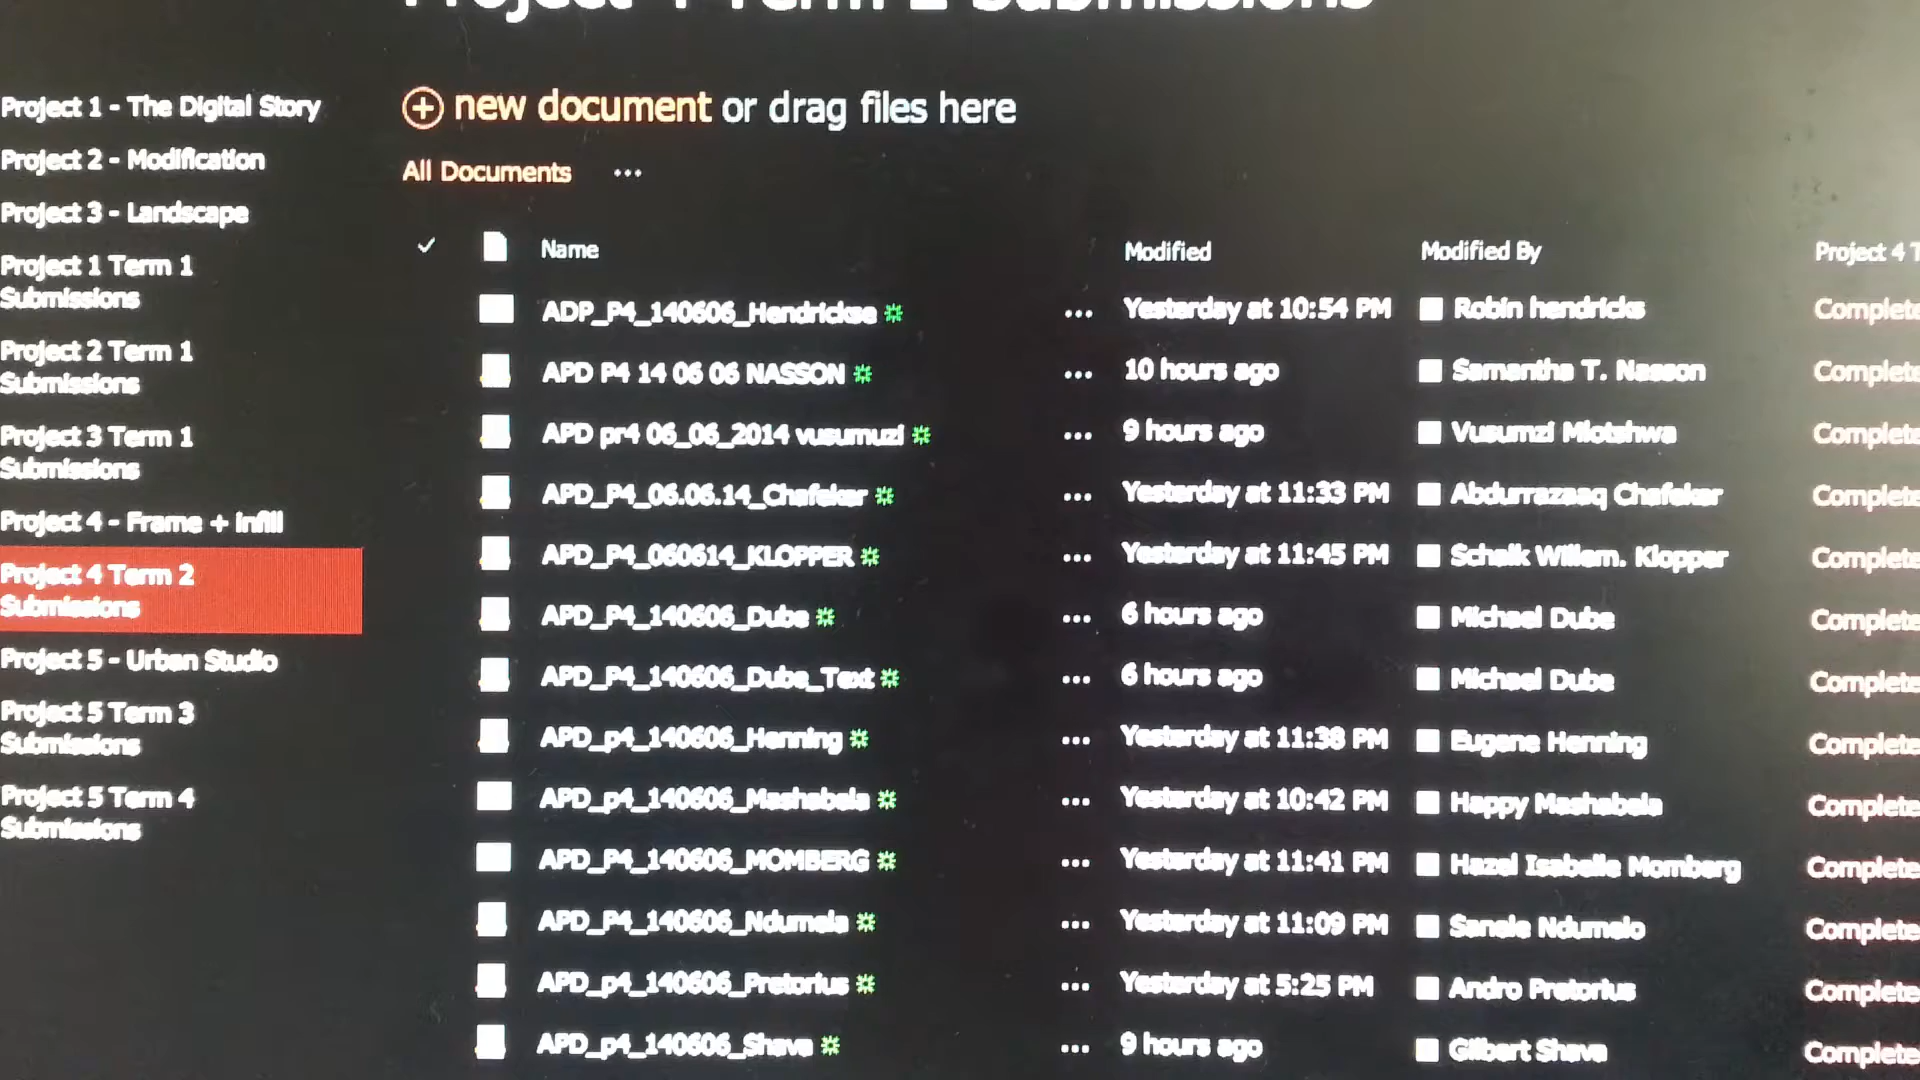 Project 4 Term 2 Submissions
Project 1 - The Digital Story
Project 2 - Modification
Project 3 - Landscape
Project 1 Term 1
Submissions
Project 2 Term 1
Submissions
Project 3 Term 1
Submissions
Project 4 - Frame + infill
Project 4 Term 2
Submissions
Project 5 - Urban Studio
Project 5 Term 3
Submissions
Project 5 Term 4
Submissions
new document or drag files here
All Documents ...
Name Modified Modified By Project 4 T
ADP_P4_140606_Hendrickse ... Yesterday at 10:54 PM Robin hendricks Complete
APD P4 14 06 06 NASSON ... 10 hours ago Samantha T. Nasson Complete
APD pr4 06_06_2014 vusumuzi ... 9 hours ago Vusumzi Mlotshwa Complete
APD_P4_06.06.14_Chafeker ... Yesterday at 11:33 PM Abdurrazaaq Chafeker Complete
APD_P4_060614_KLOPPER ... Yesterday at 11:45 PM Schalk Willem. Klopper Complete
APD_P4_140606_Dube ... 6 hours ago Michael Dube Complete
APD_P4_140606_Dube_Text ... 6 hours ago Michael Dube Complete
APD_p4_140606_Henning ... Yesterday at 11:38 PM Eugene Henning Complete
APD_p4_140606_Mashabela ... Yesterday at 10:42 PM Happy Mashabela Complete
APD_P4_140606_MOMBERG ... Yesterday at 11:41 PM Hazel Isabelle Momberg Complete
APD_P4_140606_Ndumela ... Yesterday at 11:09 PM Sanele Ndumelo Complete
APD_p4_140606_Pretorius ... Yesterday at 5:25 PM Andro Pretorius Complete
APD_p4_140606_Shava ... 9 hours ago Gilbert Shava Complete